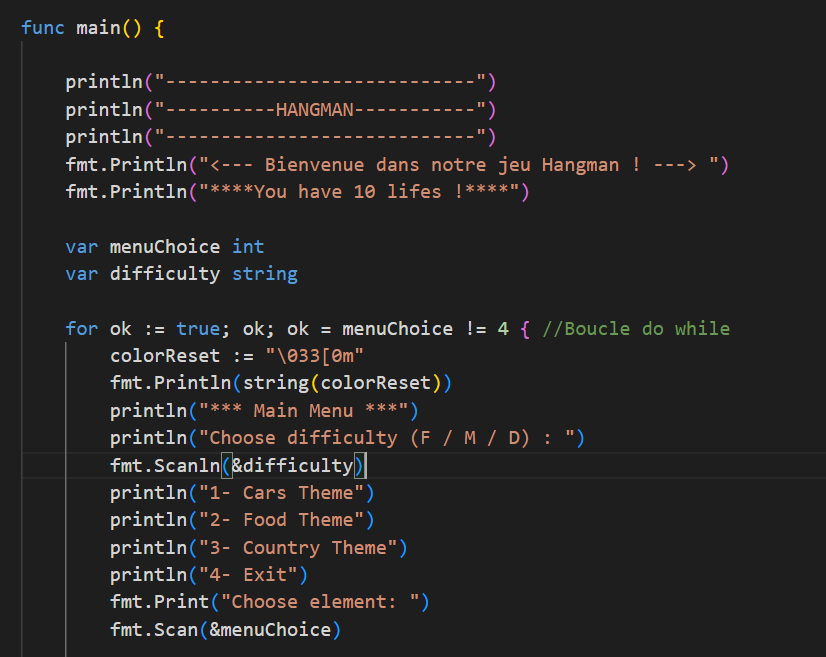 func main() {
println("----------------------------")
println("----------HANGMAN-----------")
println("----------------------------")
fmt.Println("<--- Bienvenue dans notre jeu Hangman ! ---> ")
fmt.Println("****You have 10 lifes !****")
var menuChoice int
var difficulty string
for ok := true; ok; ok = menuChoice != 4 { //Boucle do while
colorReset := "\033[0m"
fmt.Println(string(colorReset))
println("*** Main Menu ***")
println("Choose difficulty (F / M / D) : ")
fmt.Scanln(&difficulty)
println("1- Cars Theme")
println("2- Food Theme")
println("3- Country Theme")
println("4- Exit")
fmt.Print("Choose element: ")
fmt.Scan(&menuChoice)